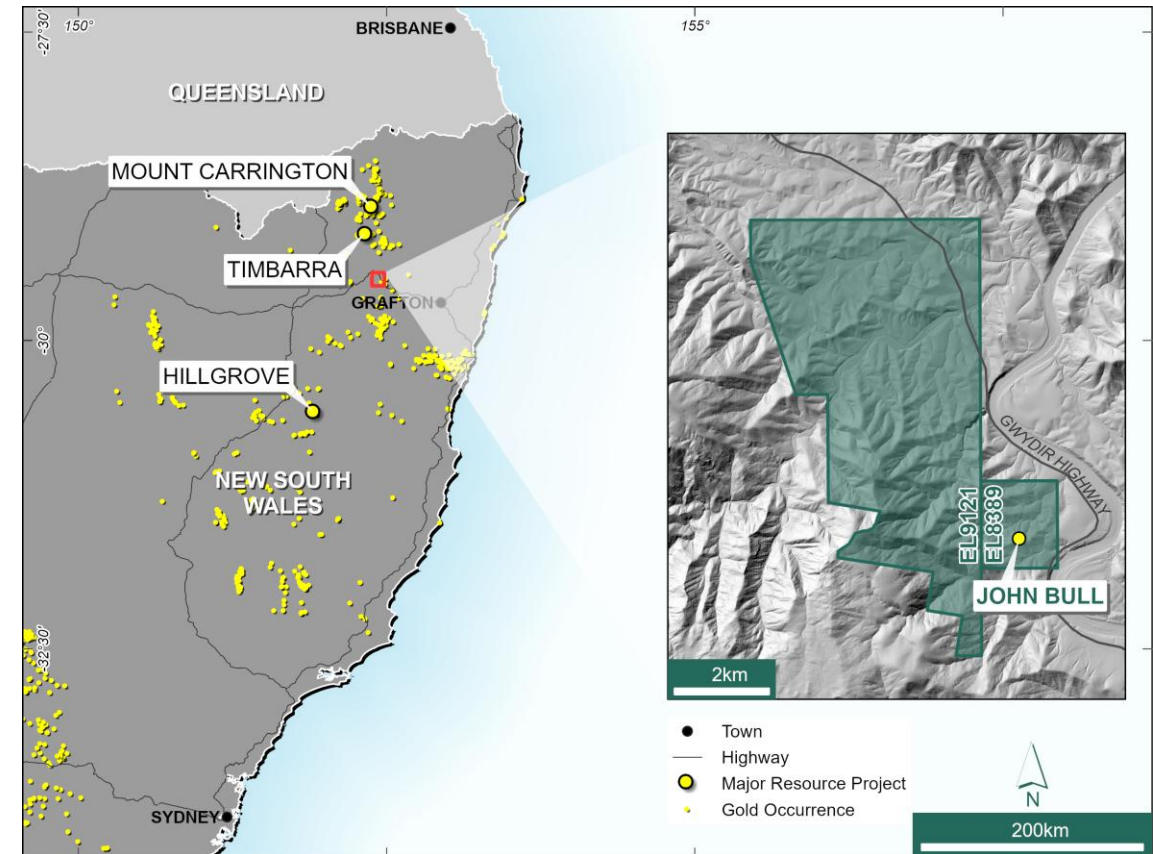 150°
155°
-27°30'
BRISBANE
QUEENSLAND
MOUNT CARRINGTON
TIMBARRA
GRAFTON
-30°
HILLGROVE
NEW SOUTH
WALES
-32°30'
SYDNEY
GWYDIR HIGHWAY
EL9121
EL8389
JOHN BULL
2km
Town
Highway
Major Resource Project
Gold Occurrence
N
200km